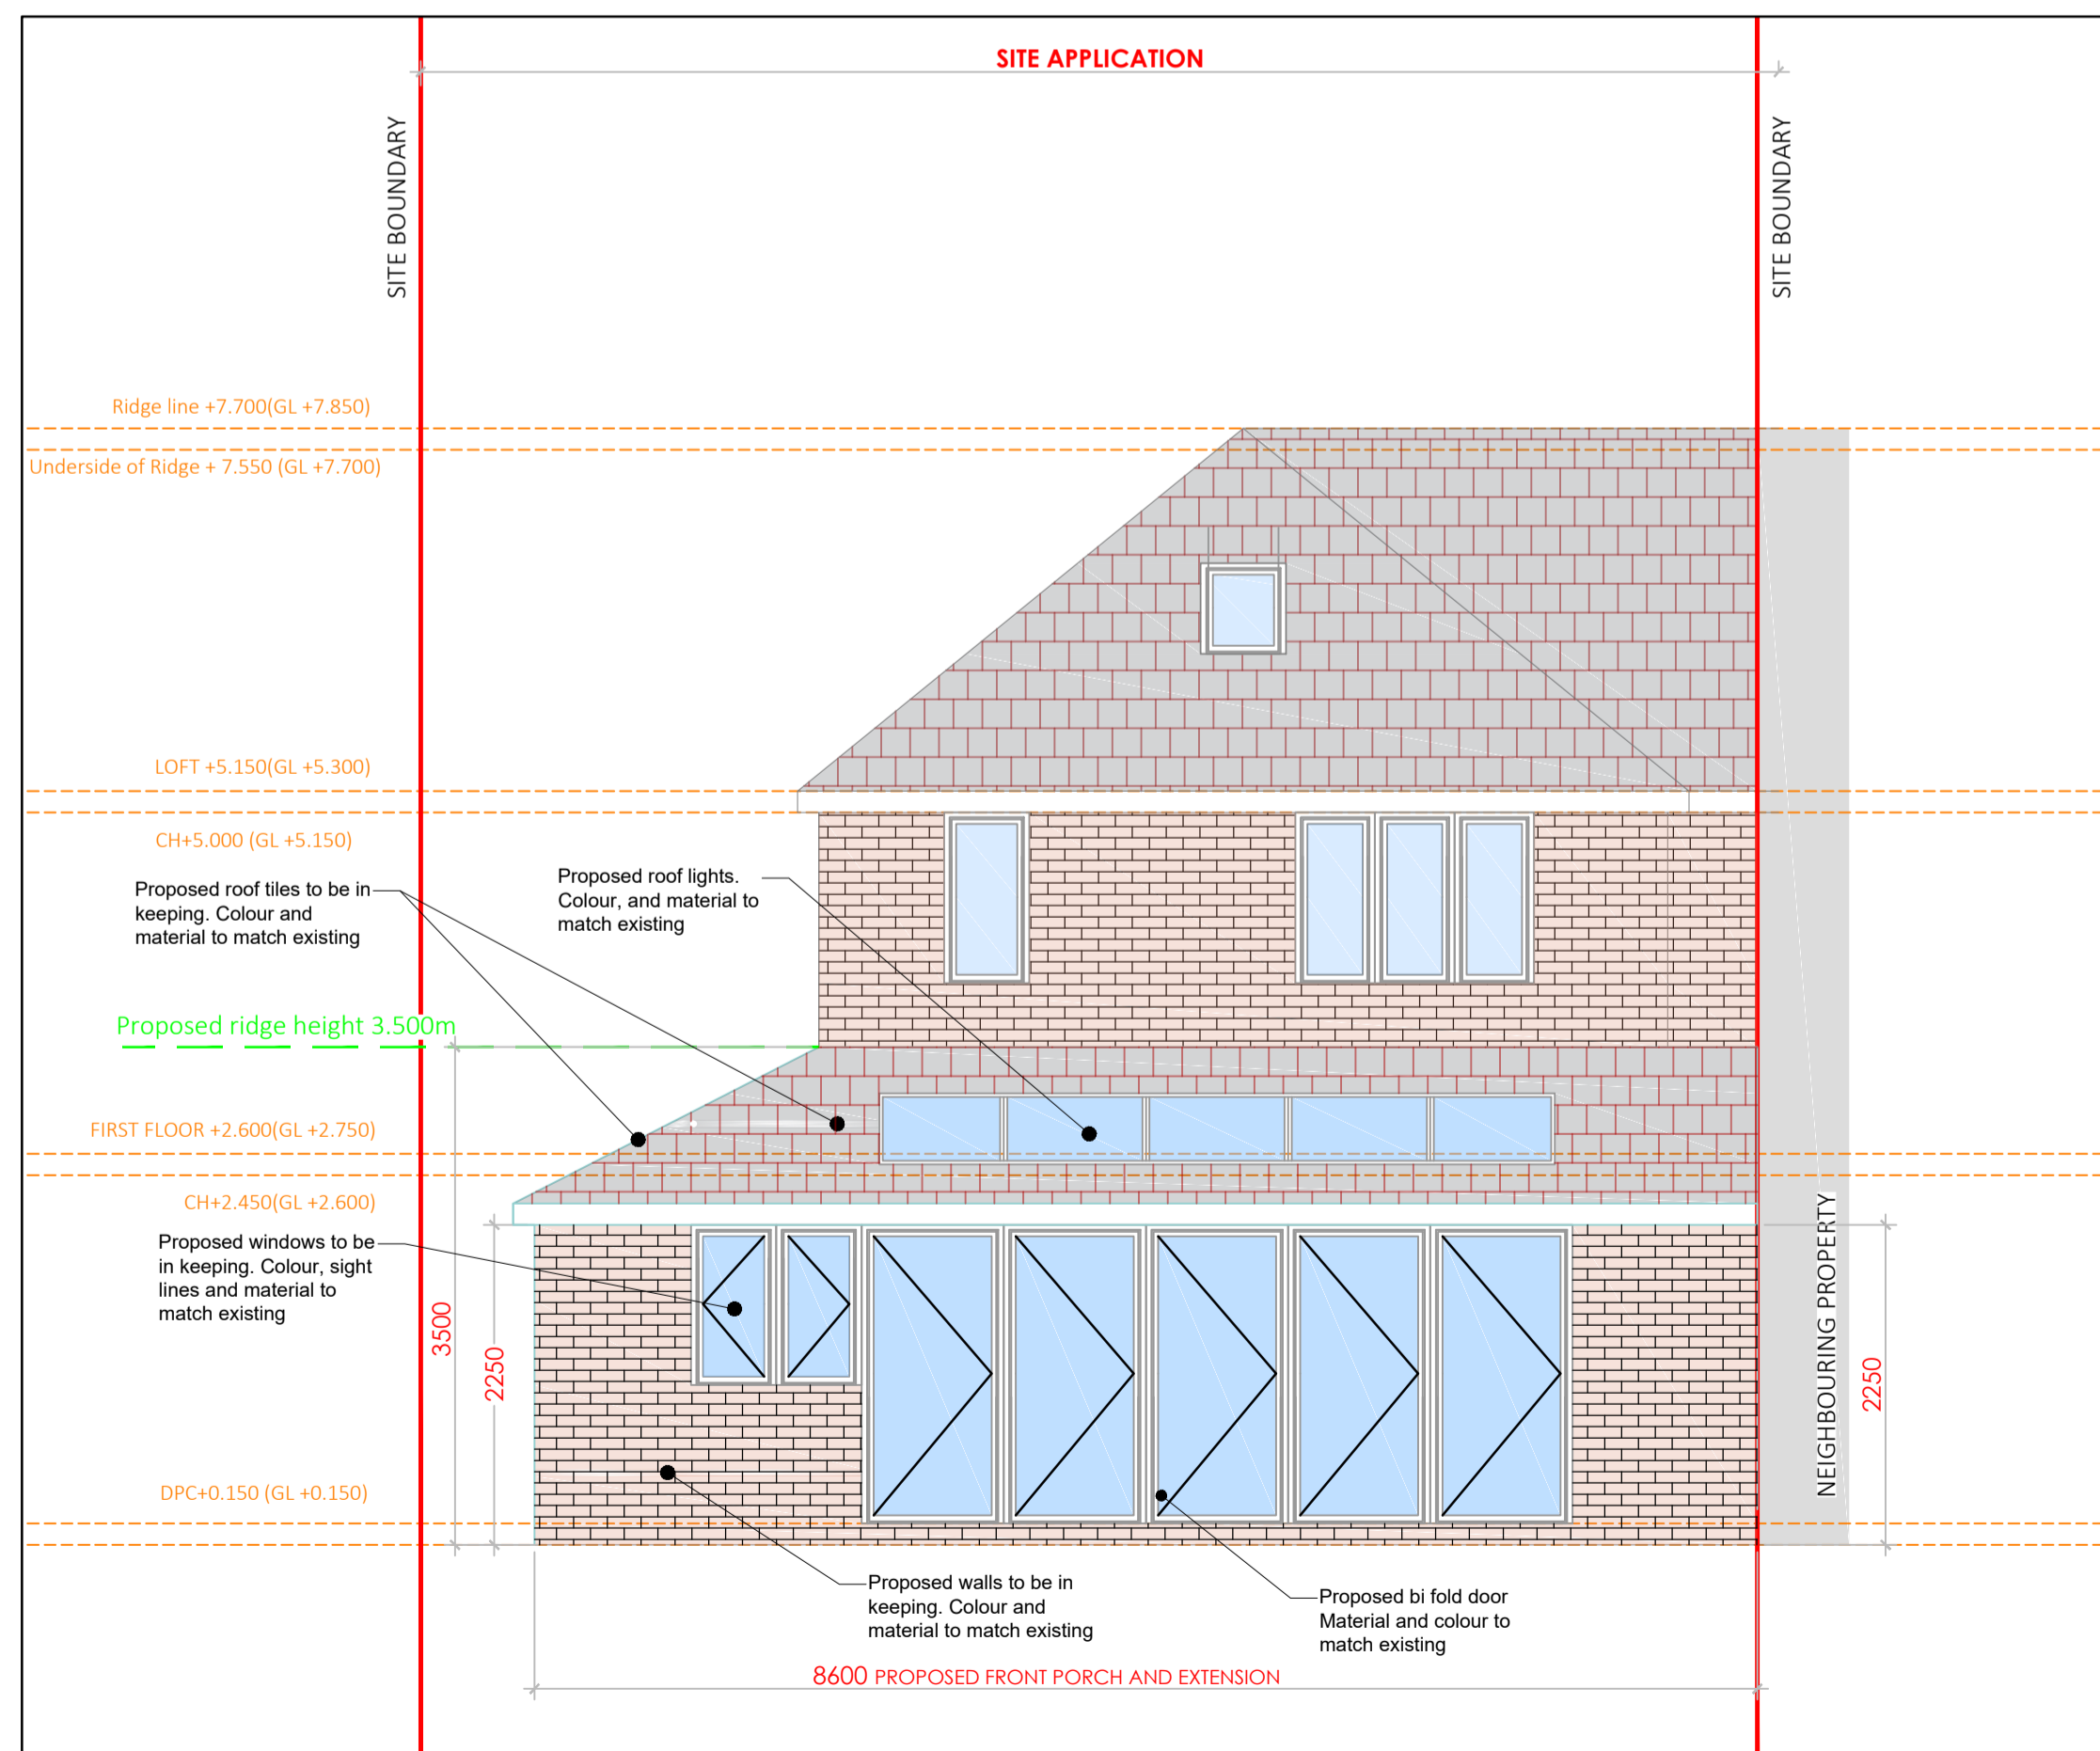 SITE APPLICATION
SITE BOUNDARY
SITE BOUNDARY
Ridge line +7.700(GL +7.850)
Underside of Ridge + 7.550 (GL +7.700)
LOFT +5.150(GL +5.300)
CH+5.000 (GL +5.150)
Proposed roof tiles to be in
keeping. Colour and
material to match existing
Proposed roof lights.
Colour, and material to
match existing
Proposed ridge height 3.500m
FIRST FLOOR +2.600(GL +2.750)
CH+2.450(GL +2.600)
Proposed windows to be
in keeping. Colour, sight
lines and material to
match existing
3500
2250
NEIGHBOURING PROPERTY
2250
DPC+0.150 (GL +0.150)
Proposed walls to be in
keeping. Colour and
material to match existing
Proposed bi fold door
Material and colour to
match existing
8600 PROPOSED FRONT PORCH AND EXTENSION